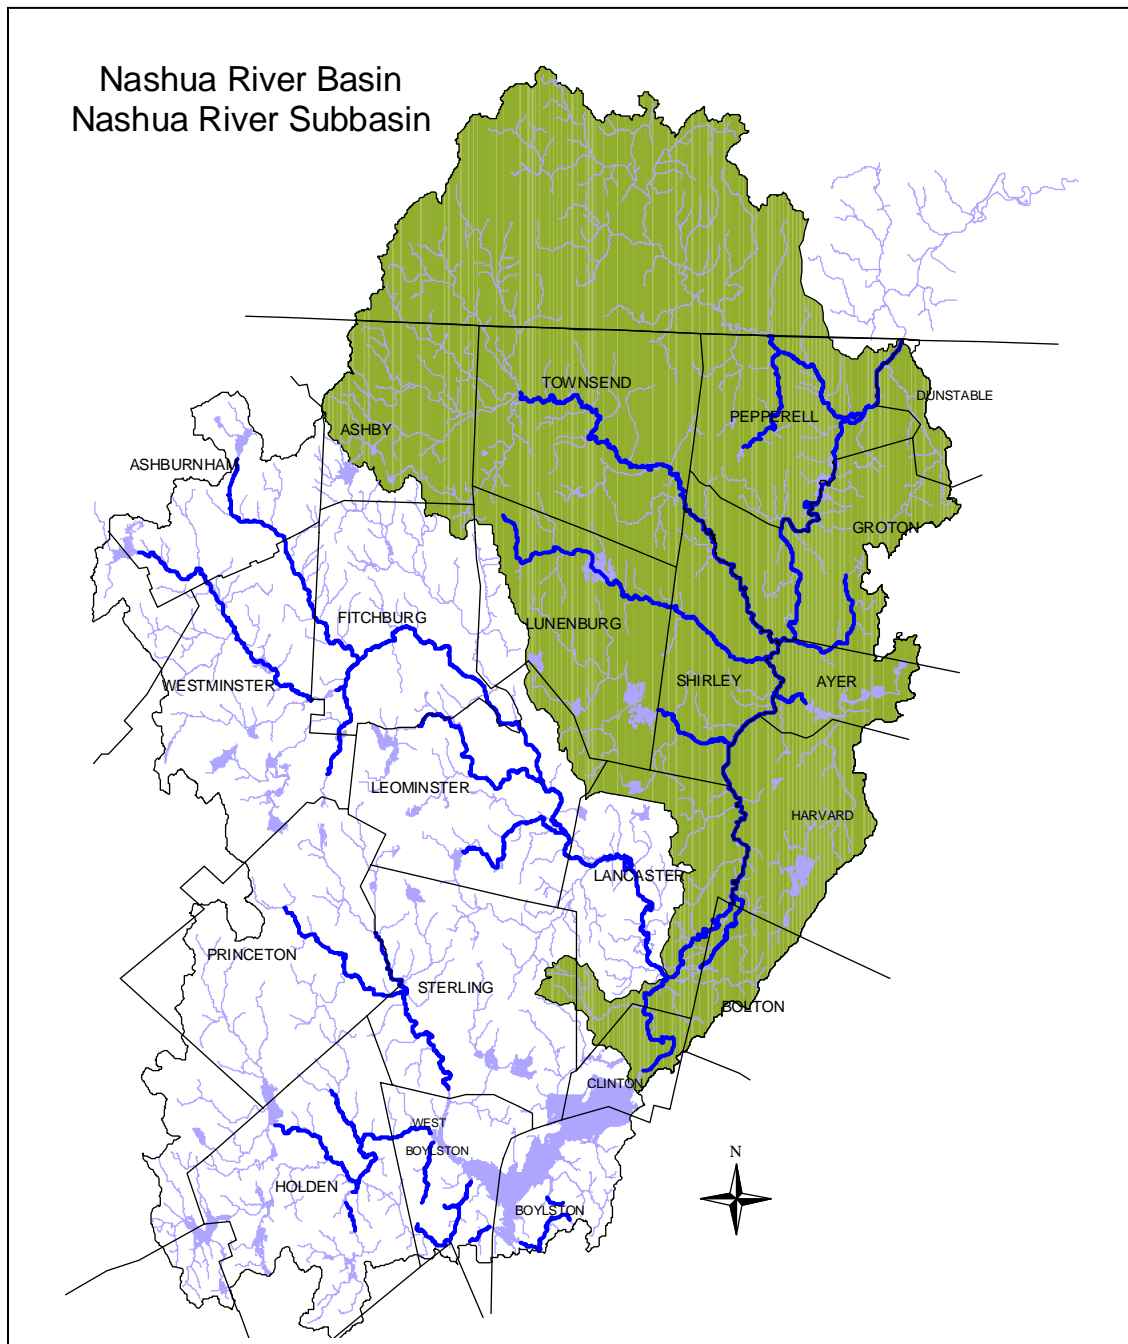 Nashua River Basin
Nashua River Subbasin
TOWNSEND
DUNSTABLE
PEPPERELL
ASHBY
ASHBURNHAM
GROTON
FITCHBURG
LUNENBURG
WESTMINSTER
SHIRLEY
AYER
LEOMINSTER
HARVARD
LANCASTER
PRINCETON
STERLING
BOLTON
CLINTON
WEST
BOYLSTON
HOLDEN
BOYLSTON
N